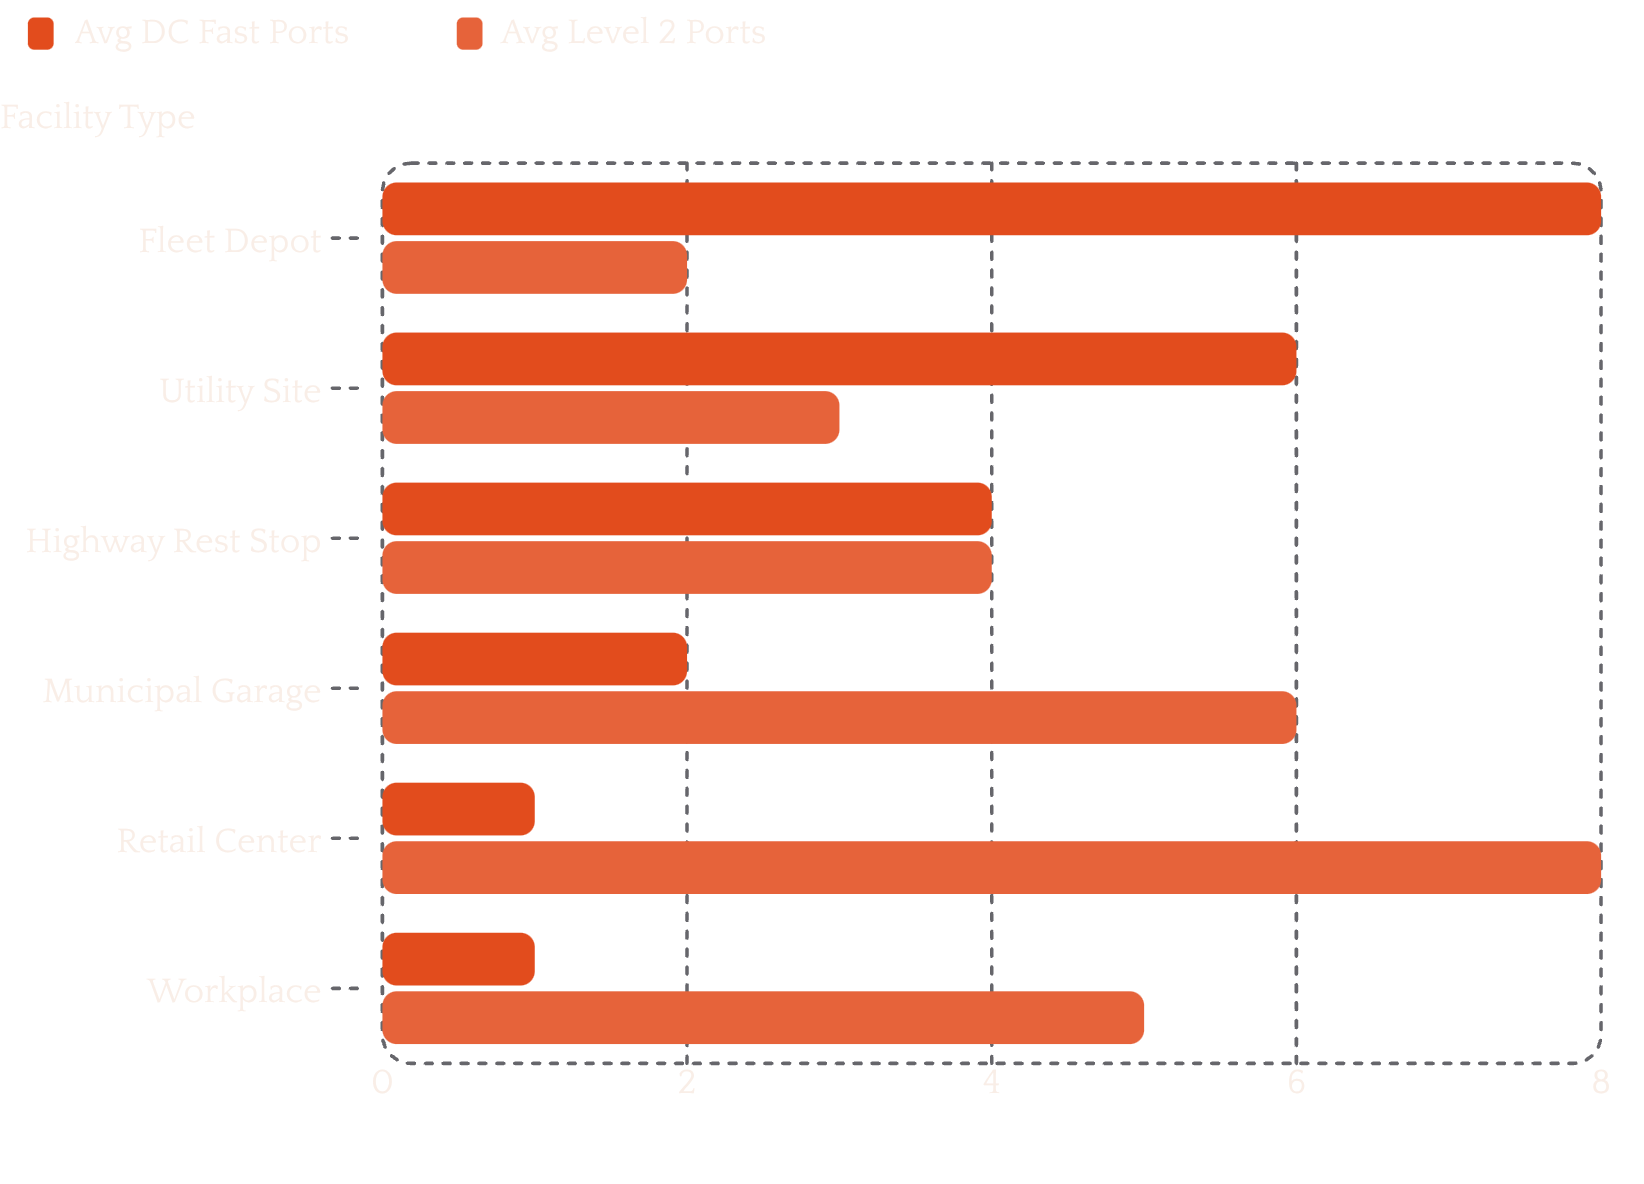 Avg DC Fast Ports Avg Level 2 Ports
Facility Type
Fleet Depot
Utility Site
Highway Rest Stop
Municipal Garage
Retail Center
Workplace
0 2 4 6 8